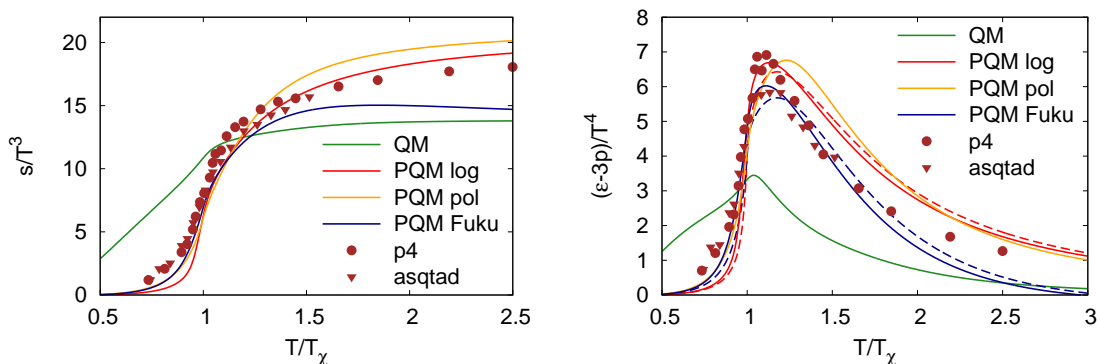 20
15
10
5
0
s/T³
QM
PQM log
PQM pol
PQM Fuku
p4
asqtad
0.5 1 1.5 2 2.5
T/Tχ
8
7
6
5
4
3
2
1
0
(ε-3p)/T⁴
QM
PQM log
PQM pol
PQM Fuku
p4
asqtad
0.5 1 1.5 2 2.5 3
T/Tχ